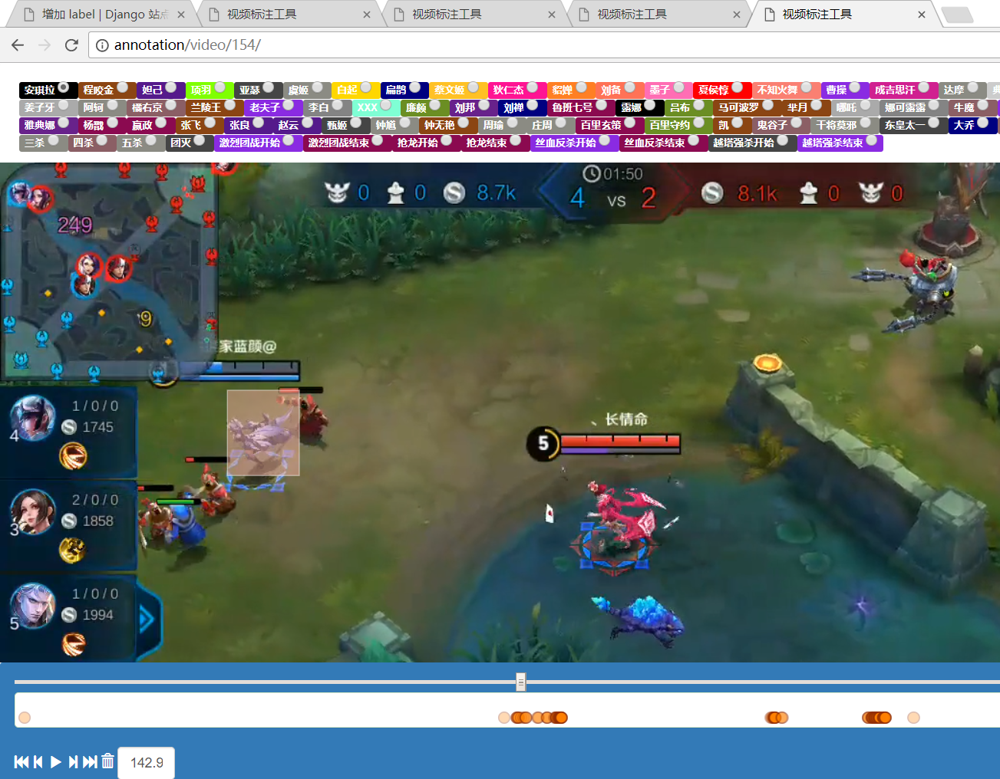 增加 label | Django 站点
视频标注工具
视频标注工具
视频标注工具
视频标注工具
annotation/video/154/
安琪拉 程咬金 妲己 项羽 亚瑟 虞姬 白起 扁鹊 蔡文姬 狄仁杰 貂蝉 刘备 墨子 夏侯惇 不知火舞 曹操 成吉思汗 达摩 典
姜子牙 阿轲 橘右京 兰陵王 老夫子 李白 XXX 廉颇 刘邦 刘禅 鲁班七号 露娜 吕布 马可波罗 芈月 哪吒 娜可露露 牛魔
雅典娜 杨戬 嬴政 张飞 张良 赵云 甄姬 钟馗 钟无艳 周瑜 庄周 百里玄策 百里守约 凯 鬼谷子 干将莫邪 东皇太一 大乔
三杀 四杀 五杀 团灭 激烈团战开始 激烈团战结束 抢龙开始 抢龙结束 丝血反杀开始 丝血反杀结束 越塔强杀开始 越塔强杀结束
01:50
0 0 8.7k 4 VS 2 8.1k 0 0
249
9
家蓝颜@
1/0/0
4 1745
、长情命
5
2/0/0
3 1858
1/0/0
5 1994
142.9